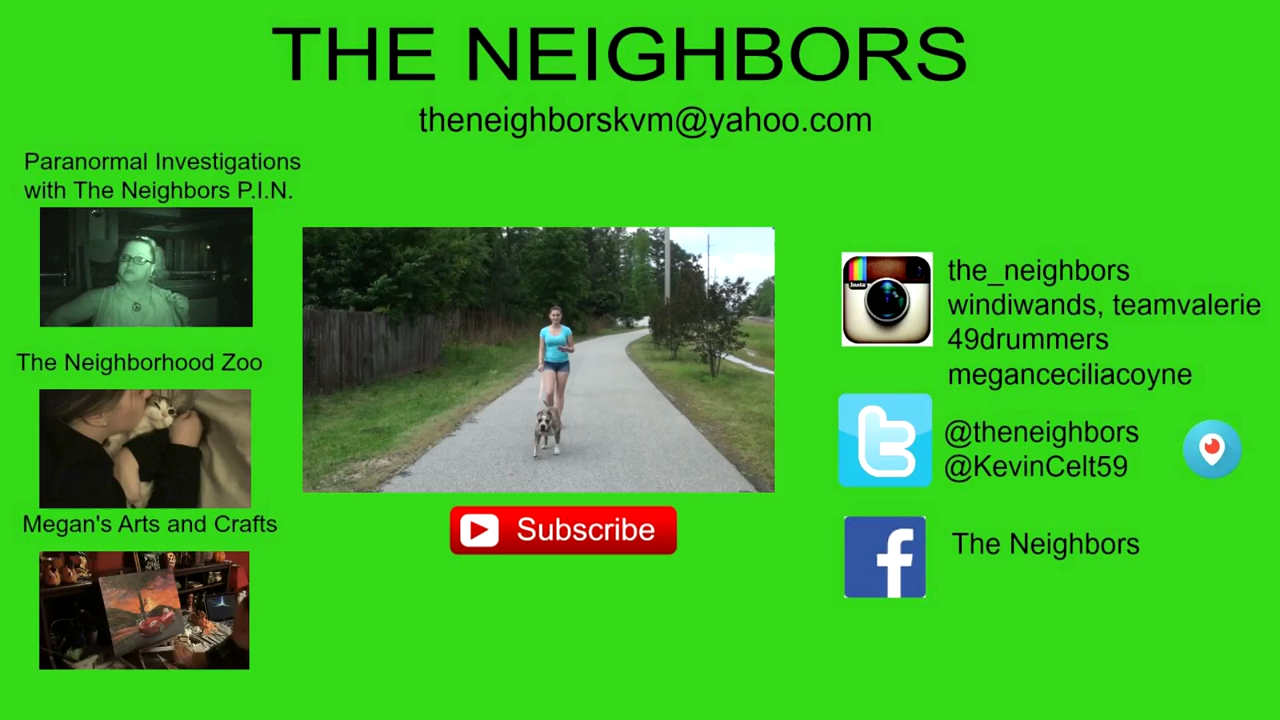 THE NEIGHBORS
theneighborskvm@yahoo.com
Paranormal Investigations
with The Neighbors P.I.N.
The Neighborhood Zoo
Megan's Arts and Crafts
Subscribe
Insta
the_neighbors
windiwands, teamvalerie
49drummers
meganceciliacoyne
@theneighbors
@KevinCelt59
The Neighbors